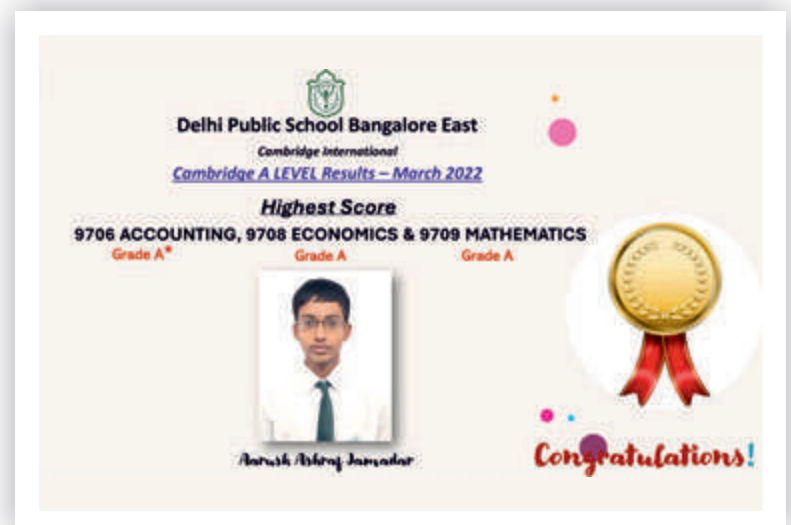 Delhi Public School Bangalore East
Cambridge International
Cambridge A LEVEL Results – March 2022
Highest Score
9706 ACCOUNTING, 9708 ECONOMICS & 9709 MATHEMATICS
Grade A* Grade A Grade A
Aarush Ashraf Jamadar
Congratulations!